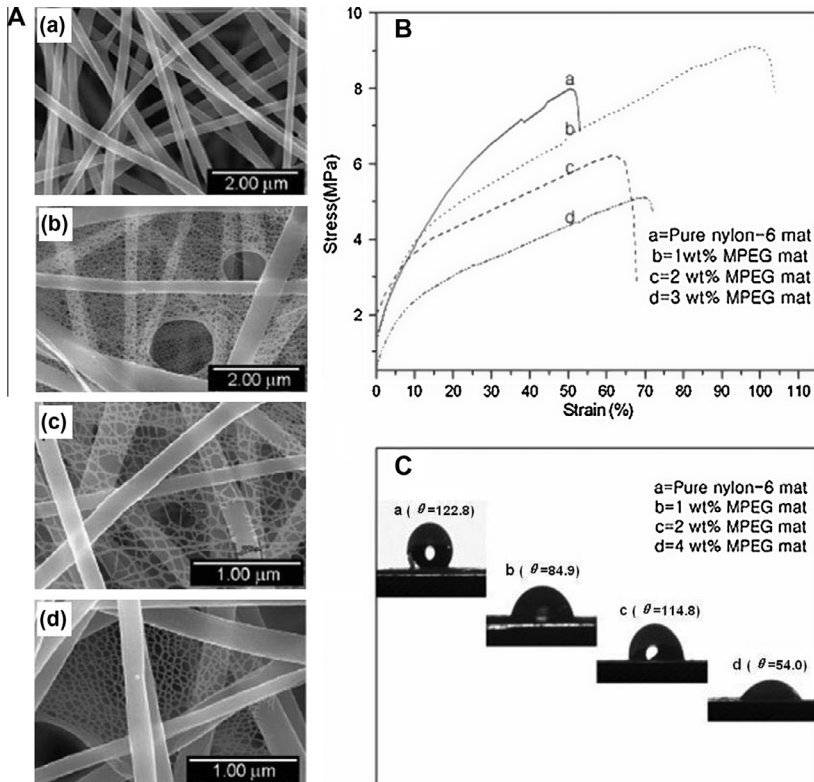 A
(a)
2.00 μm
(b)
2.00 μm
(c)
1.00 μm
(d)
1.00 μm
B
Stress(MPa)
10
8
6
4
2
0 10 20 30 40 50 60 70 80 90 100 110
Strain (%)
a
b
c
d
a=Pure nylon-6 mat
b=1wt% MPEG mat
c=2 wt% MPEG mat
d=3 wt% MPEG mat
C
a=Pure nylon-6 mat
b=1 wt% MPEG mat
c=2 wt% MPEG mat
d=4 wt% MPEG mat
a ( θ=122.8)
b (θ=84.9)
c (θ=114.8)
d (θ=54.0)